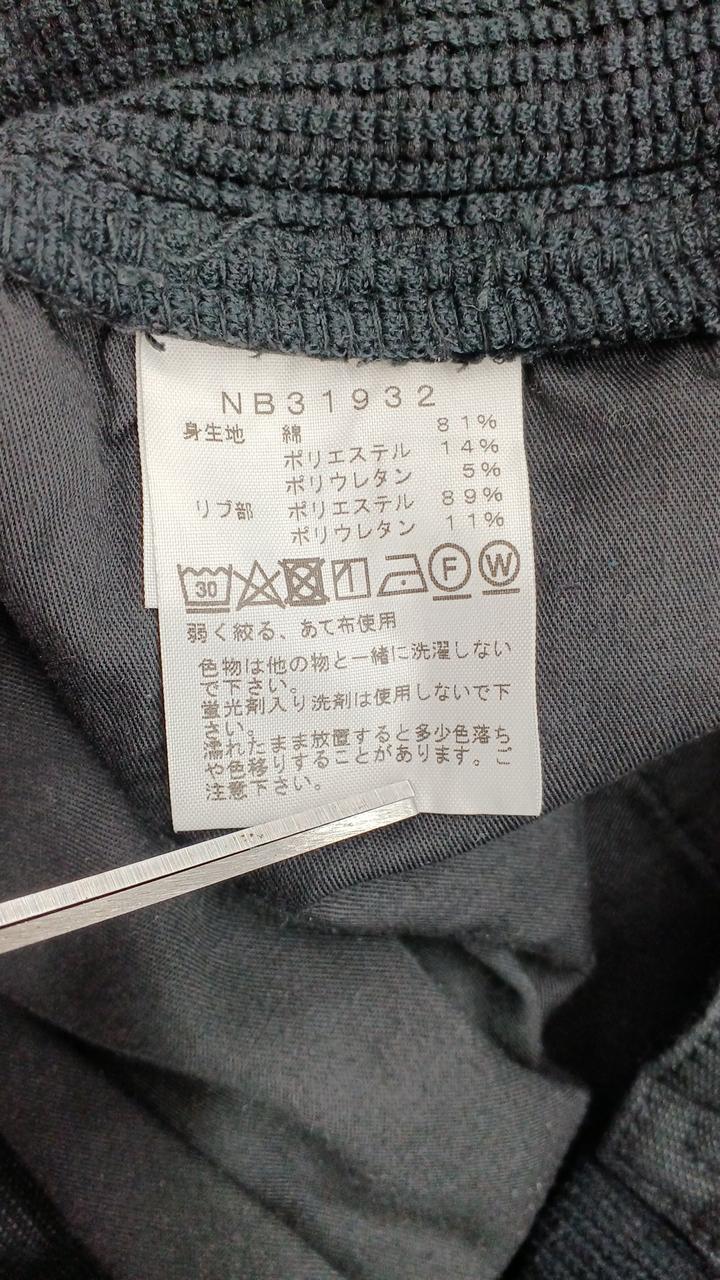 NB31932
身生地 綿 81%
ポリエステル 14%
ポリウレタン 5%
リブ部 ポリエステル 89%
ポリウレタン 11%
30 F W
弱く絞る、あて布使用
色物は他の物と一緒に洗濯しない
で下さい。
蛍光剤入り洗剤は使用しないで下
さい。
濡れたまま放置すると多少色落ち
や色移りすることがあります。ご
注意下さい。